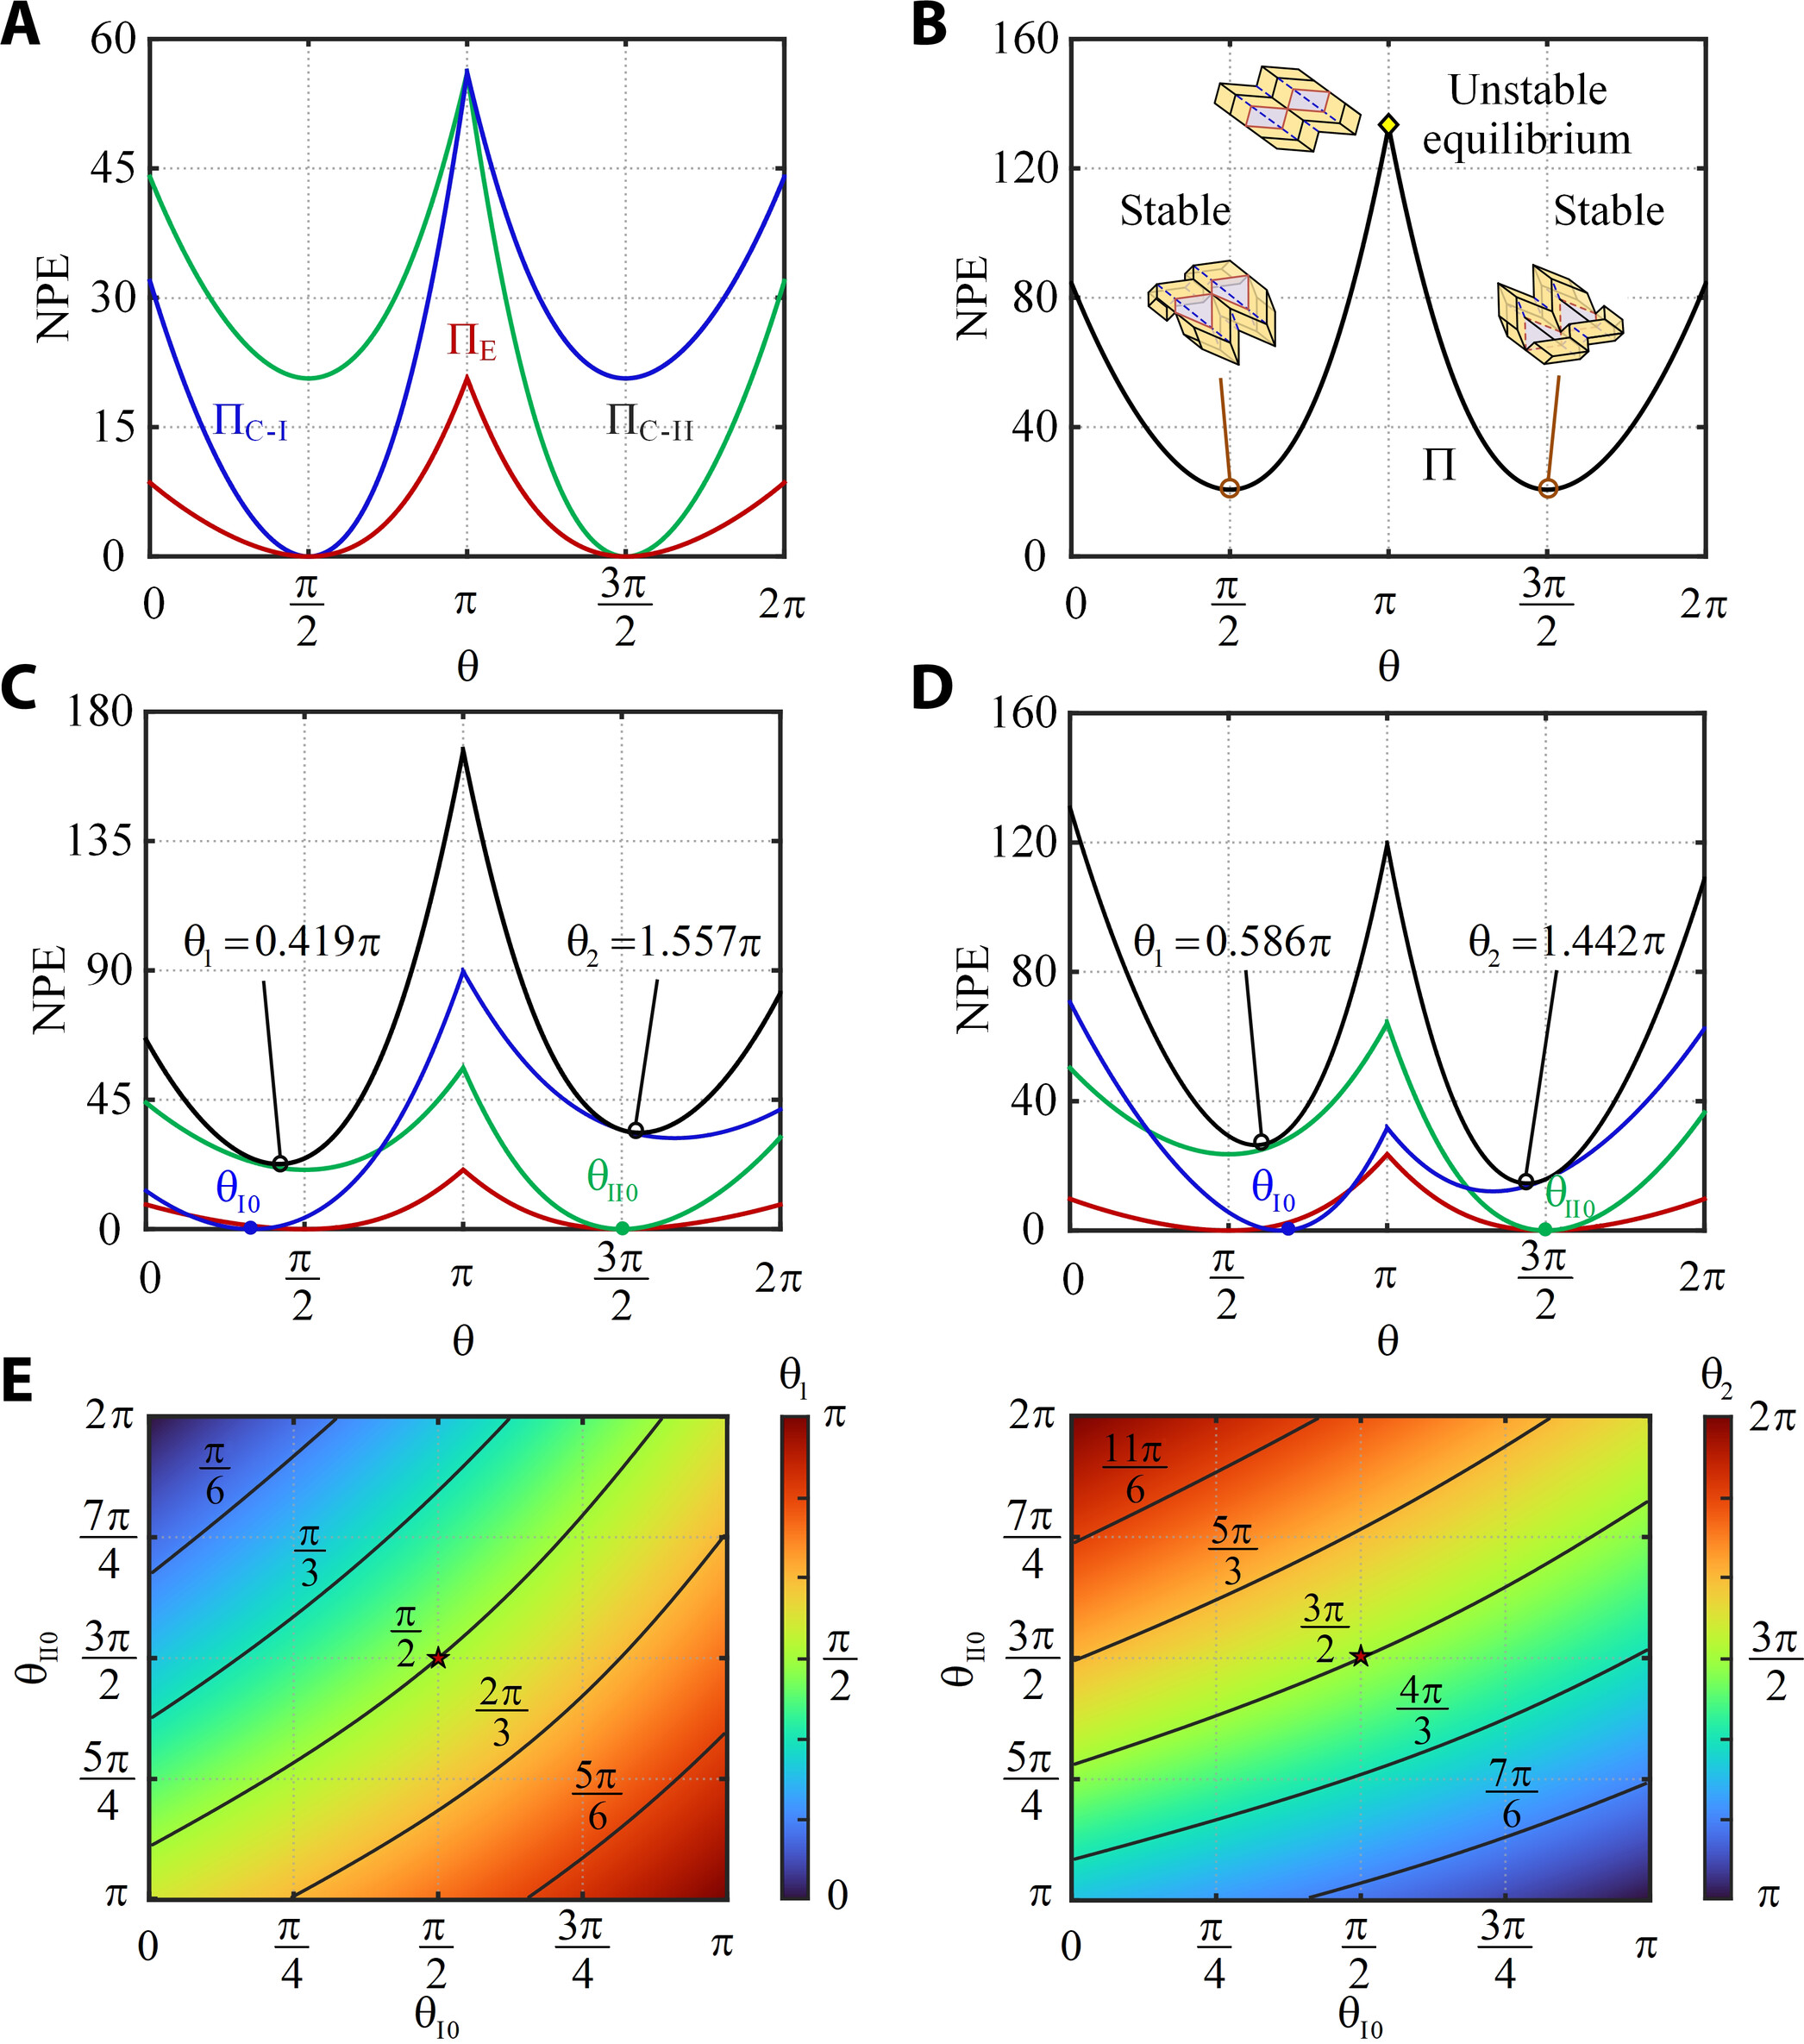 A
60
45
30
15
0
NPE
Π_E
Π_C-I
Π_C-II
0
π/2
π
3π/2
2π
θ
B
160
120
80
40
0
NPE
Unstable
equilibrium
Stable
Stable
Π
0
π/2
π
3π/2
2π
θ
C
180
135
90
45
0
NPE
θ₁ = 0.419π
θ₂ = 1.557π
θ_I0
θ_II0
0
π/2
π
3π/2
2π
θ
D
160
120
80
40
0
NPE
θ₁ = 0.586π
θ₂ = 1.442π
θ_I0
θ_II0
0
π/2
π
3π/2
2π
θ
E
2π
7π/4
3π/2
5π/4
π
θ_II0
π/6
π/3
π/2
2π/3
5π/6
0
π/4
π/2
3π/4
π
θ_I0
θ₁
π
π/2
0
2π
7π/4
3π/2
5π/4
π
θ_II0
11π/6
5π/3
3π/2
4π/3
7π/6
0
π/4
π/2
3π/4
π
θ_I0
θ₂
2π
3π/2
π